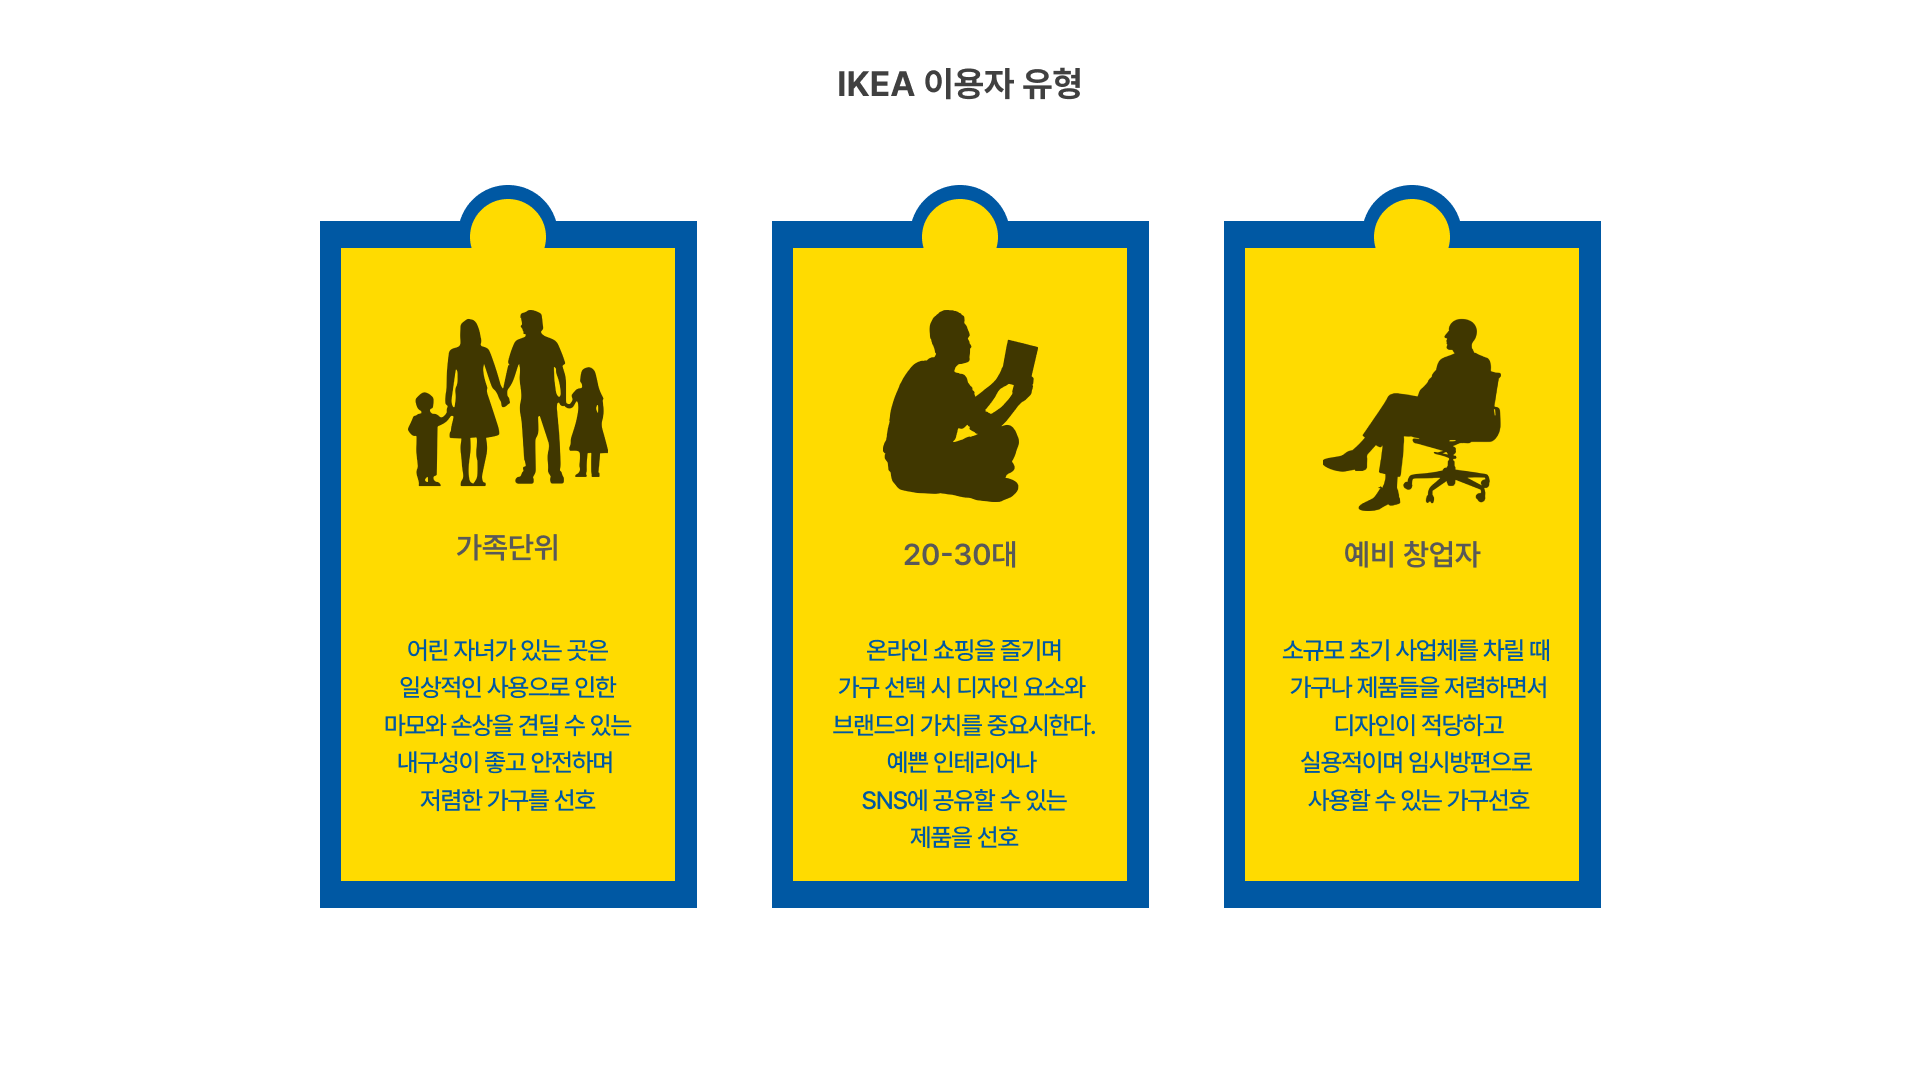 IKEA 이용자 유형
가족단위
어린 자녀가 있는 곳은
일상적인 사용으로 인한
마모와 손상을 견딜 수 있는
내구성이 좋고 안전하며
저렴한 가구를 선호
20-30대
온라인 쇼핑을 즐기며
가구 선택 시 디자인 요소와
브랜드의 가치를 중요시한다.
예쁜 인테리어나
SNS에 공유할 수 있는
제품을 선호
예비 창업자
소규모 초기 사업체를 차릴 때
가구나 제품들을 저렴하면서
디자인이 적당하고
실용적이며 임시방편으로
사용할 수 있는 가구선호